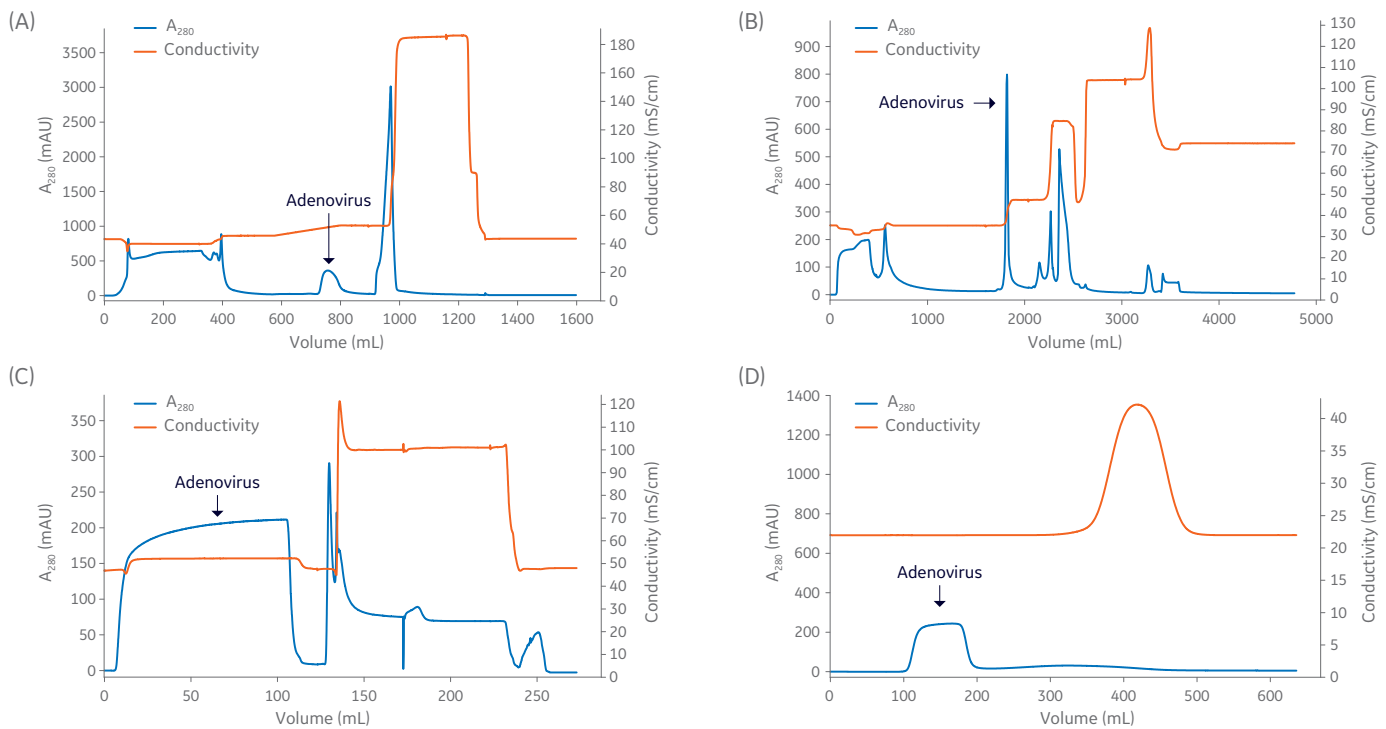 (A)
A280
Conductivity
3500
3000
2500
2000
1500
1000
500
0
A280 (mAU)
180
160
140
120
100
80
60
40
20
0
Conductivity (mS/cm)
Adenovirus
0 200 400 600 800 1000 1200 1400 1600
Volume (mL)
(B)
A280
Conductivity
900
800
700
600
500
400
300
200
100
0
A280 (mAU)
130
120
110
100
90
80
70
60
50
40
30
20
10
0
Conductivity (mS/cm)
Adenovirus
0 1000 2000 3000 4000 5000
Volume (mL)
(C)
A280
Conductivity
350
300
250
200
150
100
50
0
A280 (mAU)
120
110
100
90
80
70
60
50
40
30
20
10
0
Conductivity (mS/cm)
Adenovirus
0 50 100 150 200 250
Volume (mL)
(D)
A280
Conductivity
1400
1200
1000
800
600
400
200
0
A280 (mAU)
40
35
30
25
20
15
10
5
0
Conductivity (mS/cm)
Adenovirus
0 100 200 300 400 500 600
Volume (mL)